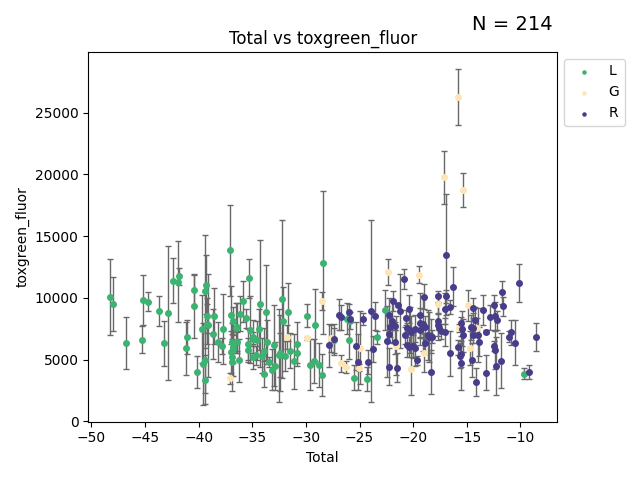 N = 214
Total vs toxgreen_fluor
L
G
R
25000
20000
15000
10000
5000
0
toxgreen_fluor
−50 −45 −40 −35 −30 −25 −20 −15 −10
Total